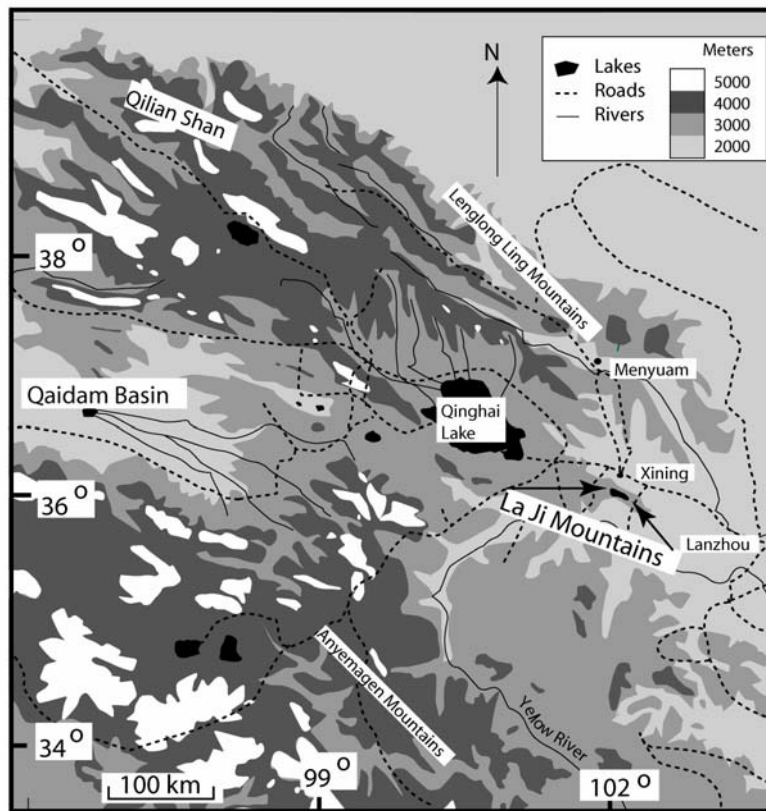 N
Meters
Lakes
Roads
Rivers
5000
4000
3000
2000
Qilian Shan
Lenglong Ling Mountains
38 o
Menyuam
Qaidam Basin
Qinghai
Lake
Xining
36 o
La Ji Mountains
Lanzhou
Anyemagen Mountains
Yellow River
34 o
100 km
99 o
102 o